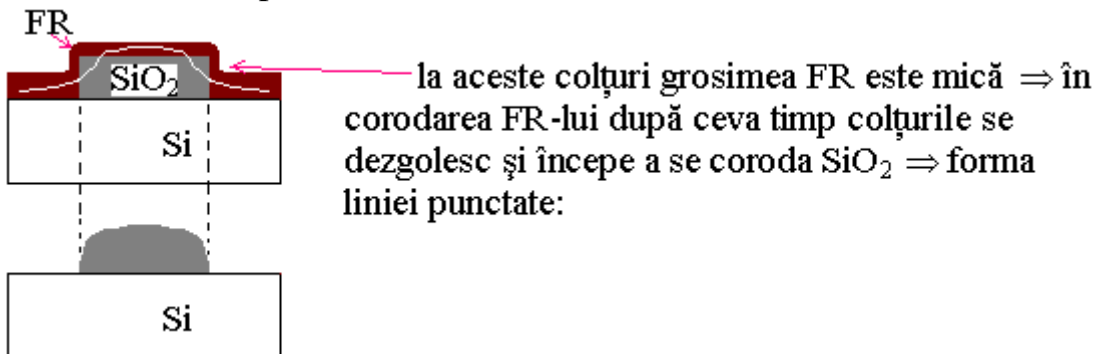 FR
SiO₂
Si
la aceste colțuri grosimea FR este mică ⇒ în
corodarea FR-lui după ceva timp colțurile se
dezgolesc şi începe a se coroda SiO₂ ⇒ forma
liniei punctate:
Si